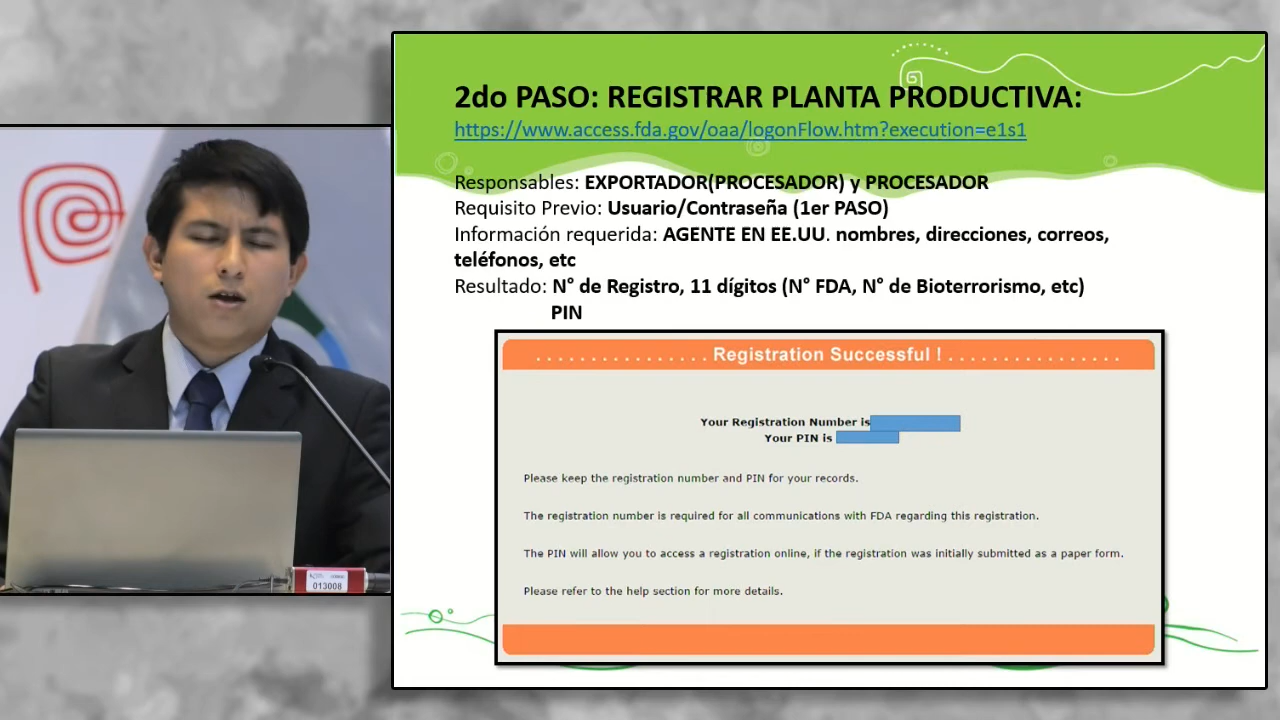 2do PASO: REGISTRAR PLANTA PRODUCTIVA:
https://www.access.fda.gov/oaa/logonFlow.htm?execution=e1s1
Responsables: EXPORTADOR(PROCESADOR) y PROCESADOR
Requisito Previo: Usuario/Contraseña (1er PASO)
Información requerida: AGENTE EN EE.UU. nombres, direcciones, correos,
teléfonos, etc
Resultado: N° de Registro, 11 dígitos (N° FDA, N° de Bioterrorismo, etc)
PIN
. . . . . . . . . . . . . . . . Registration Successful ! . . . . . . . . . . . . . . . .
Your Registration Number is
Your PIN is
Please keep the registration number and PIN for your records.
The registration number is required for all communications with FDA regarding this registration.
The PIN will allow you to access a registration online, if the registration was initially submitted as a paper form.
Please refer to the help section for more details.
013008